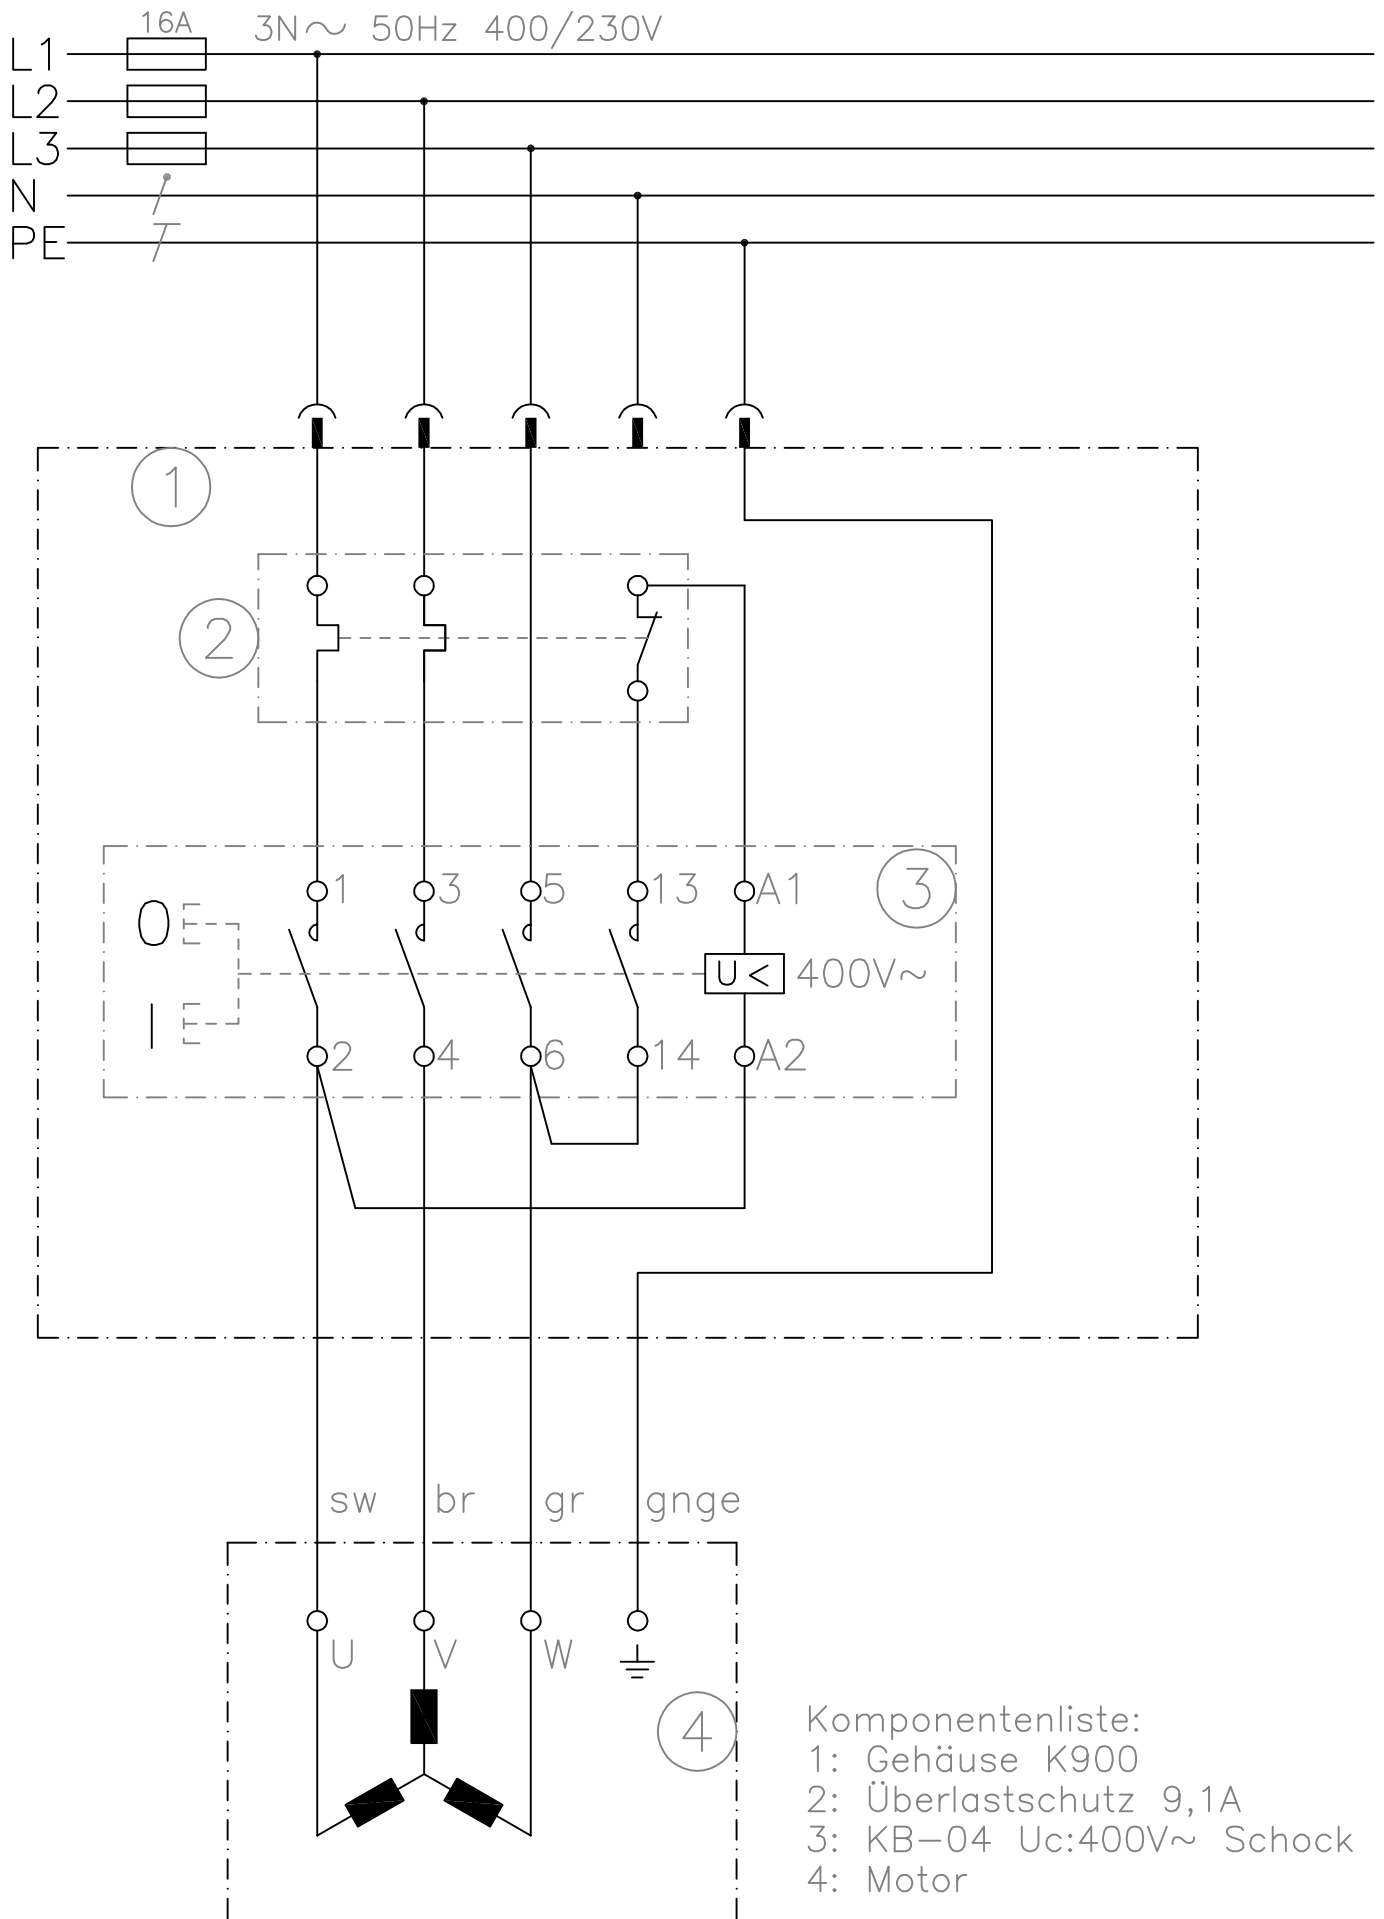 16A 3N~ 50Hz 400/230V
L1
L2
L3
N
PE
1
2
1 3 5 13 A1 3
O
U< 400V~
I
2 4 6 14 A2
sw br gr gnge
U V W
4
Komponentenliste:
1: Gehäuse K900
2: Überlastschutz 9,1A
3: KB-04 Uc:400V~ Schock
4: Motor